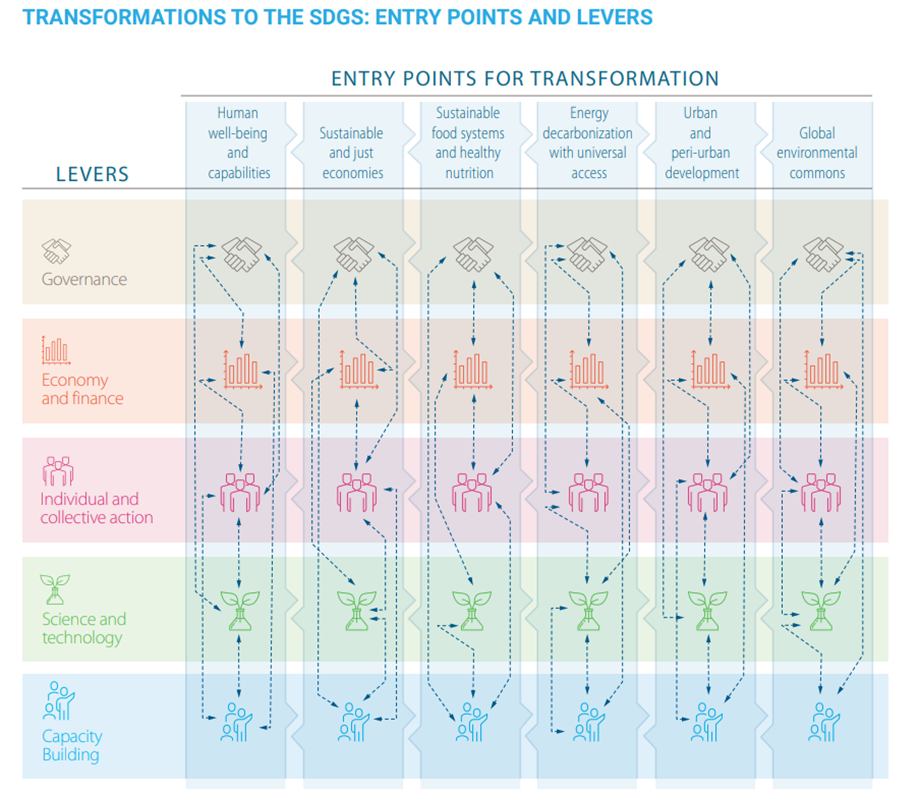 TRANSFORMATIONS TO THE SDGS: ENTRY POINTS AND LEVERS
ENTRY POINTS FOR TRANSFORMATION
LEVERS
Human
well-being
and
capabilities
Sustainable
and just
economies
Sustainable
food systems
and healthy
nutrition
Energy
decarbonization
with universal
access
Urban
and
peri-urban
development
Global
environmental
commons
Governance
Economy
and finance
Individual and
collective action
Science and
technology
Capacity
Building